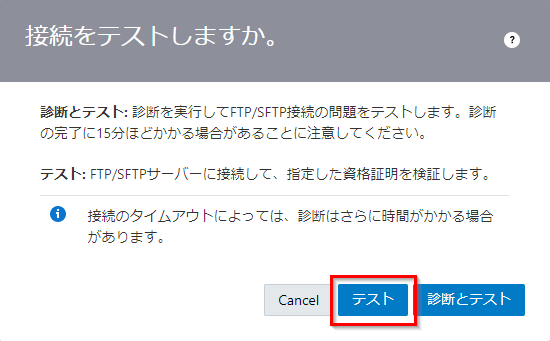 接続をテストしますか。
?
診断とテスト: 診断を実行してFTP/SFTP接続の問題をテストします。診断
の完了に15分ほどかかる場合があることに注意してください。
テスト: FTP/SFTPサーバーに接続して、指定した資格証明を検証します。
i
接続のタイムアウトによっては、診断はさらに時間がかかる場合
があります。
Cancel テスト 診断とテスト